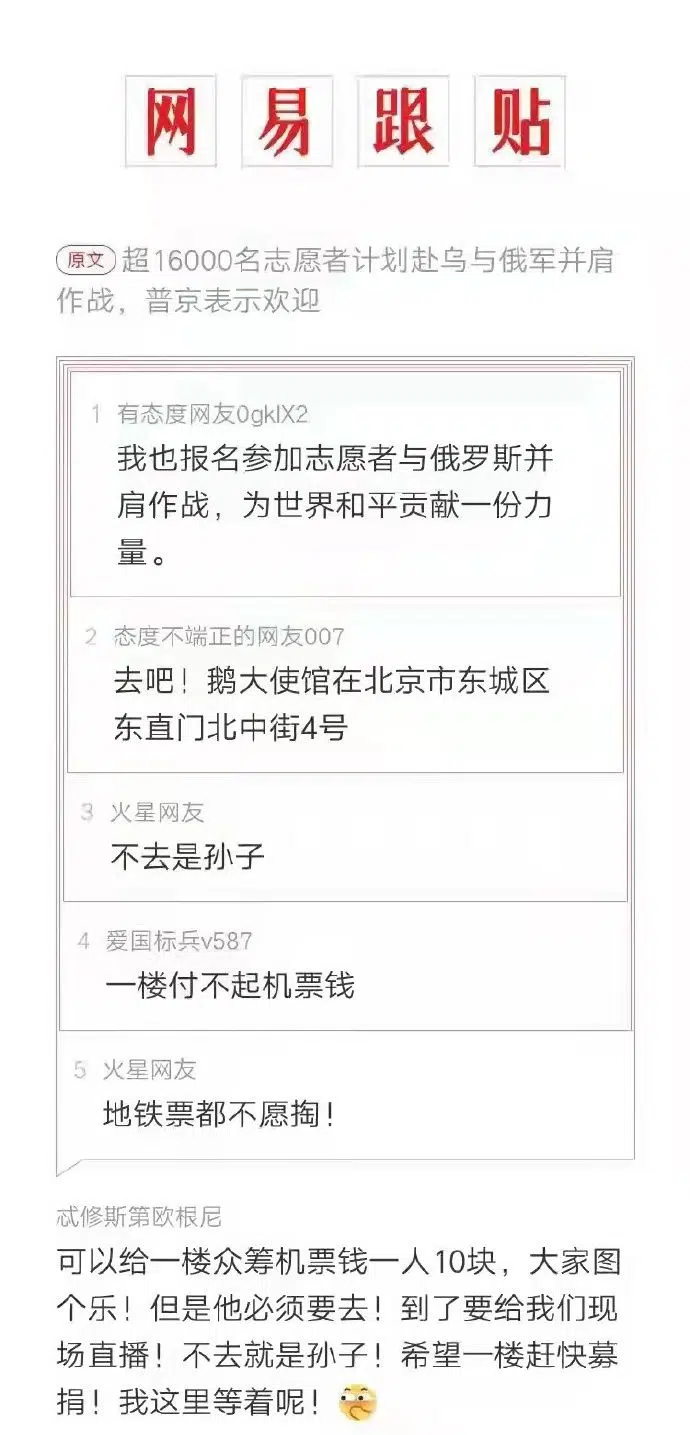 网易跟贴
原文 超16000名志愿者计划赴乌与俄军并肩
作战，普京表示欢迎
1 有态度网友0gklX2
我也报名参加志愿者与俄罗斯并
肩作战，为世界和平贡献一份力
量。
2 态度不端正的网友007
去吧！鹅大使馆在北京市东城区
东直门北中街4号
3 火星网友
不去是孙子
4 爱国标兵v587
一楼付不起机票钱
5 火星网友
地铁票都不愿掏！
忒修斯第欧根尼
可以给一楼众筹机票钱一人10块，大家图
个乐！但是他必须要去！到了要给我们现
场直播！不去就是孙子！希望一楼赶快募
捐！我这里等着呢！